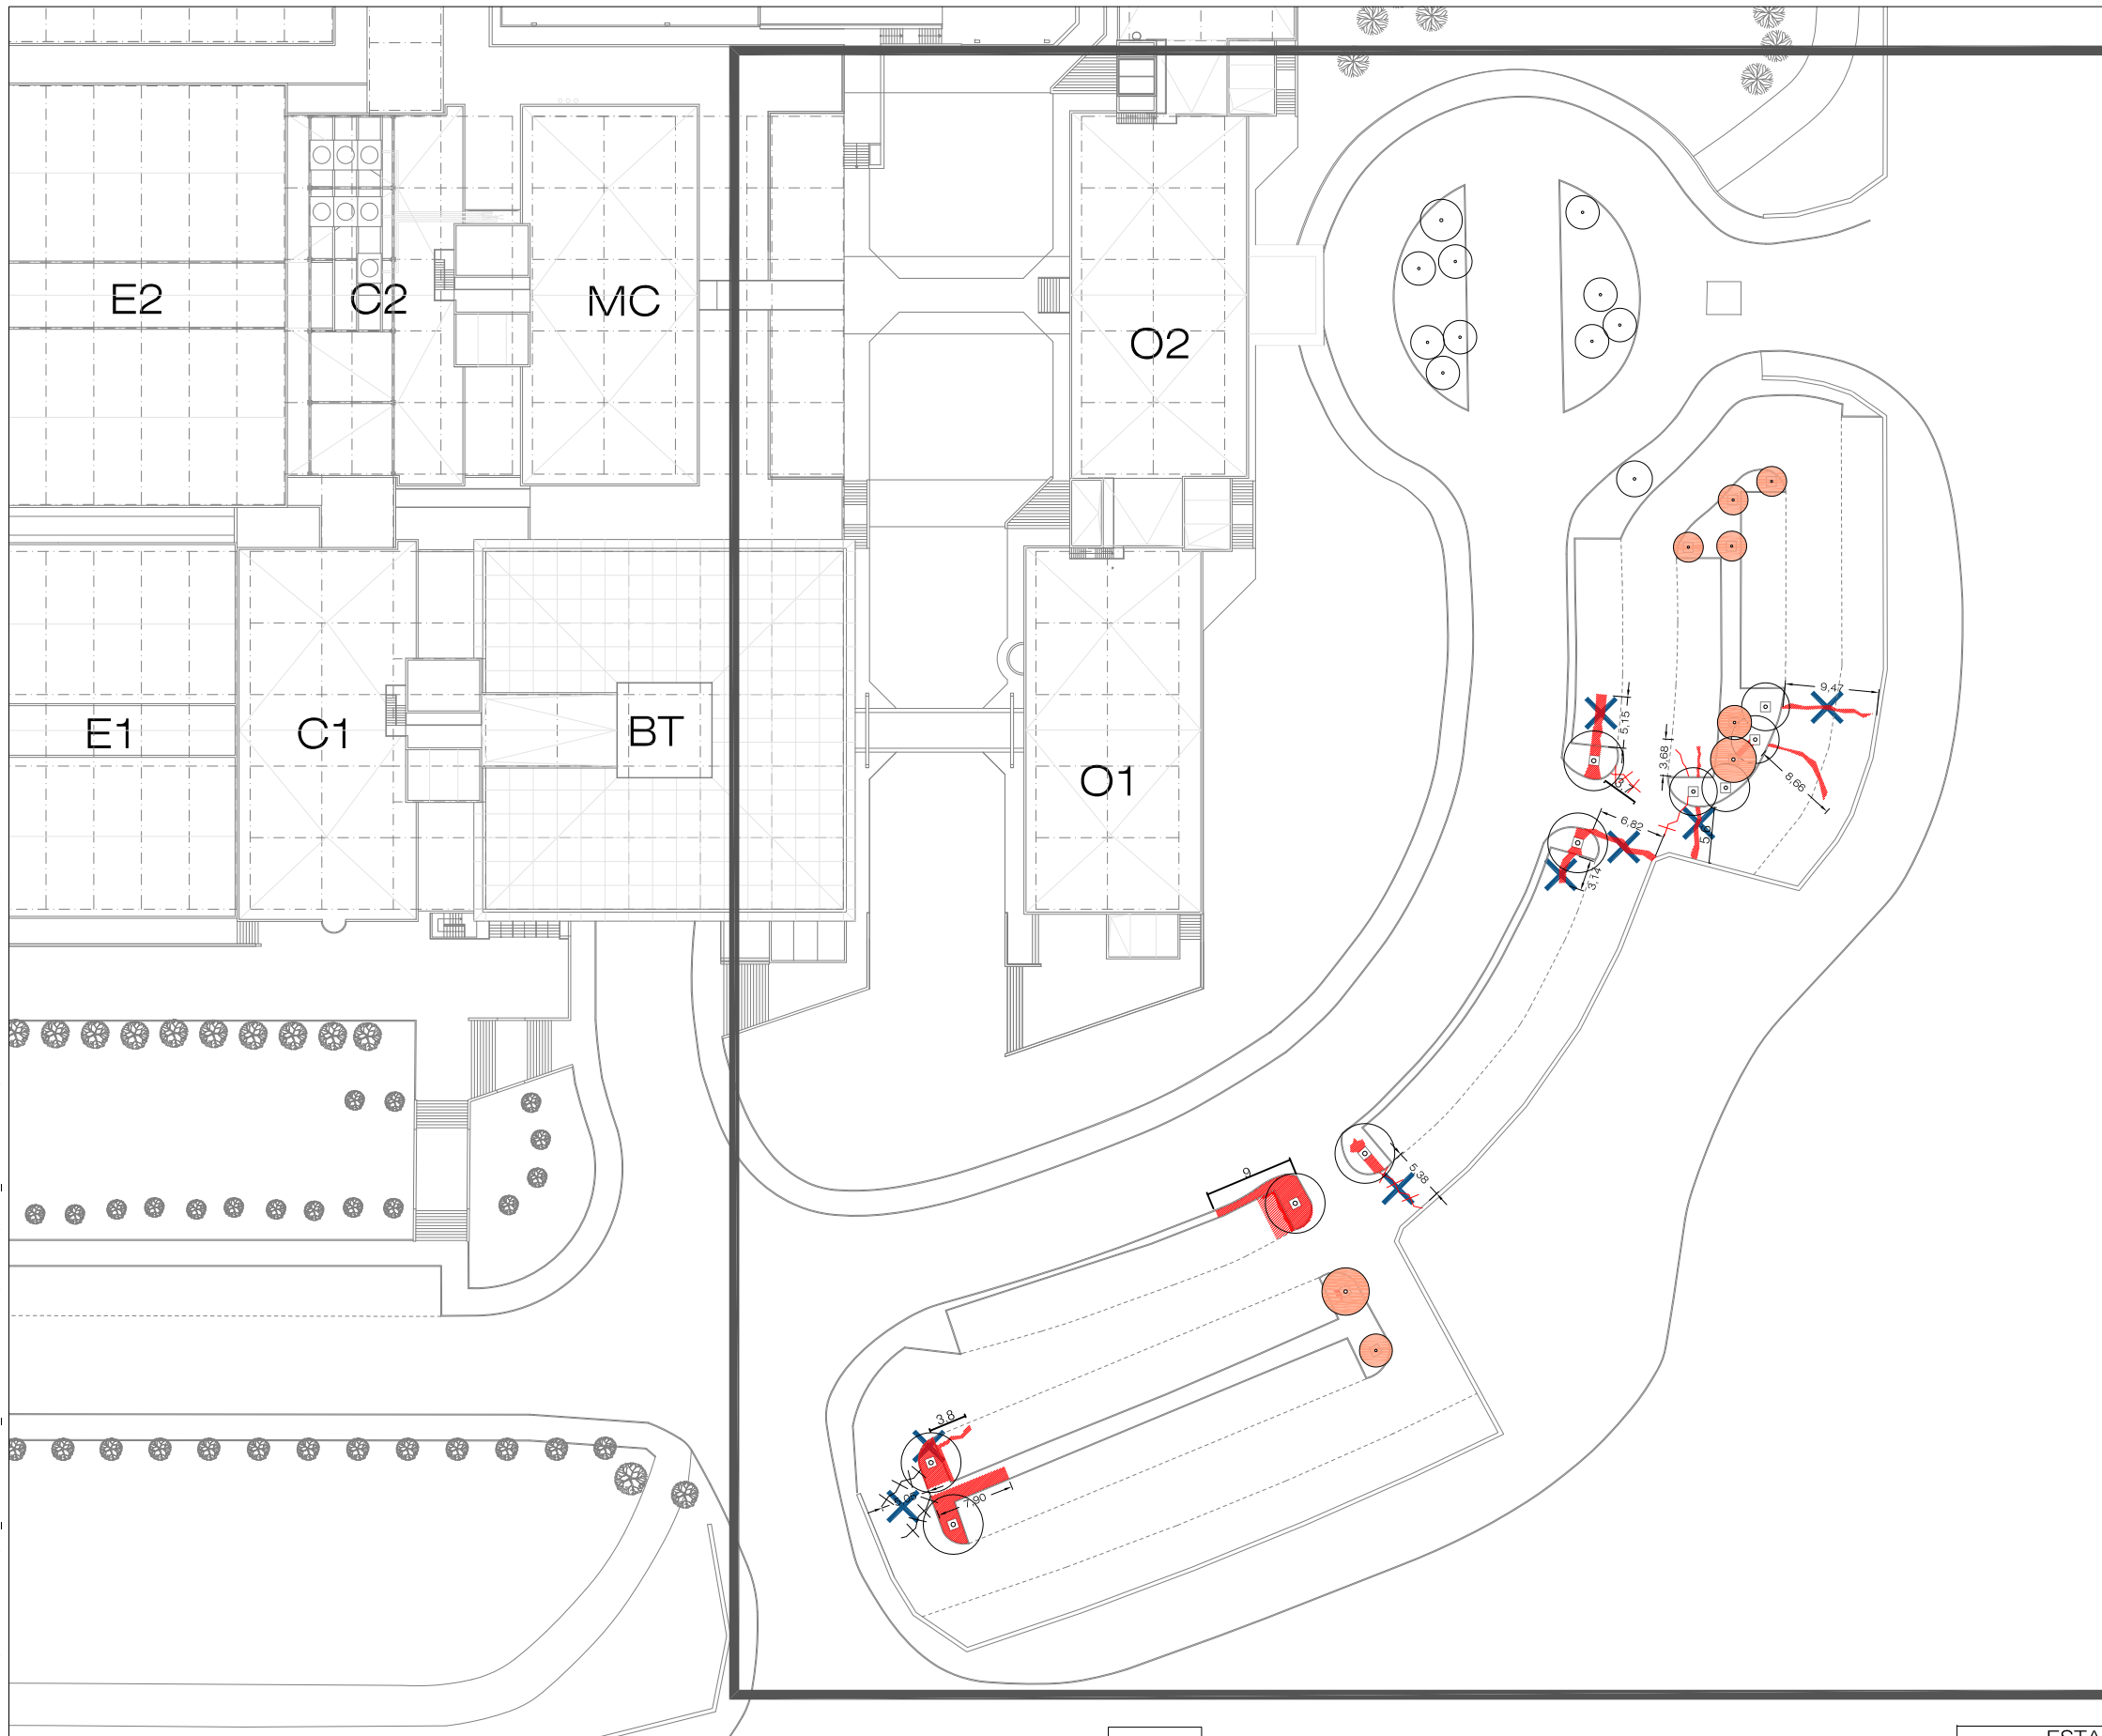 E2
C2
MC
O2
E1
C1
BT
O1
9,47
5,15
3,68
8,66
6,82
3,14
5,38
9
3,8
7,90
ESTA